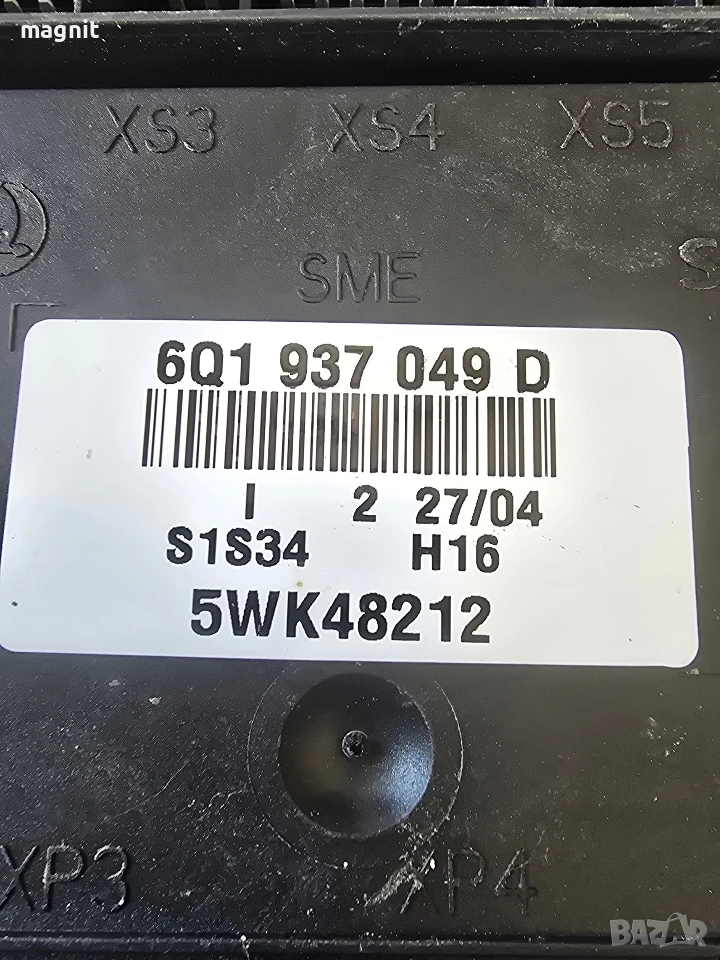 magnit
XS3 XS4 XS5
SME S
6Q1 937 049 D
I 2 27/04
S1S34 H16
5WK48212
XP3 XP4
BAZAR